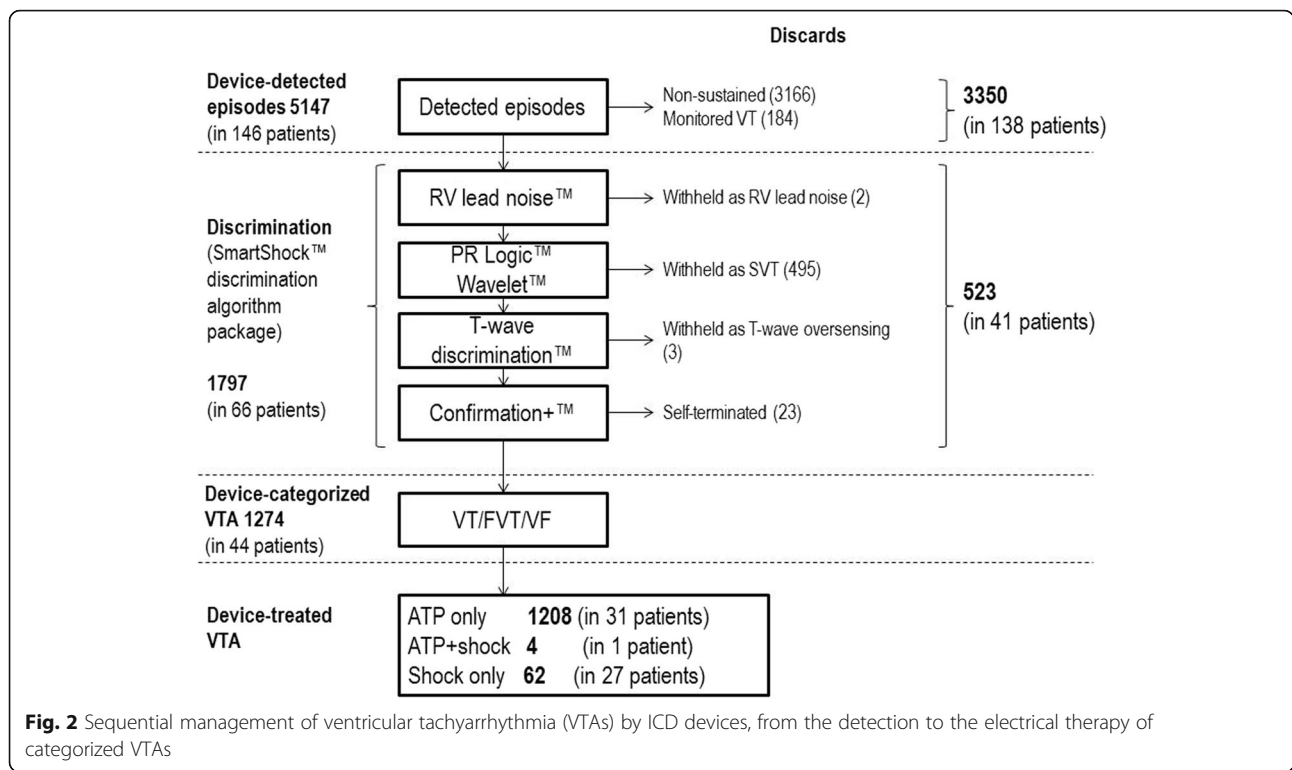 Discards
Device-detected
episodes 5147
(in 146 patients)
Detected episodes
Non-sustained (3166)
Monitored VT (184)
3350
(in 138 patients)
Discrimination
(SmartShock™
discrimination
algorithm
package)
1797
(in 66 patients)
RV lead noise™
Withheld as RV lead noise (2)
PR Logic™
Wavelet™
Withheld as SVT (495)
T-wave
discrimination™
Withheld as T-wave oversensing
(3)
Confirmation+™
Self-terminated (23)
523
(in 41 patients)
Device-categorized
VTA 1274
(in 44 patients)
VT/FVT/VF
Device-treated
VTA
ATP only 1208 (in 31 patients)
ATP+shock 4 (in 1 patient)
Shock only 62 (in 27 patients)
Fig. 2 Sequential management of ventricular tachyarrhythmia (VTAs) by ICD devices, from the detection to the electrical therapy of
categorized VTAs